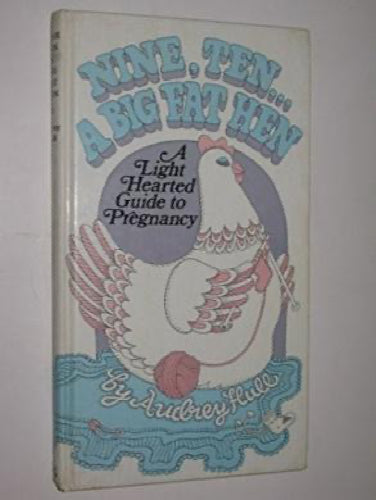 NINE, TEN...
A BIG FAT HEN
A
Light
Hearted
Guide to
Pregnancy
by Audrey Hull